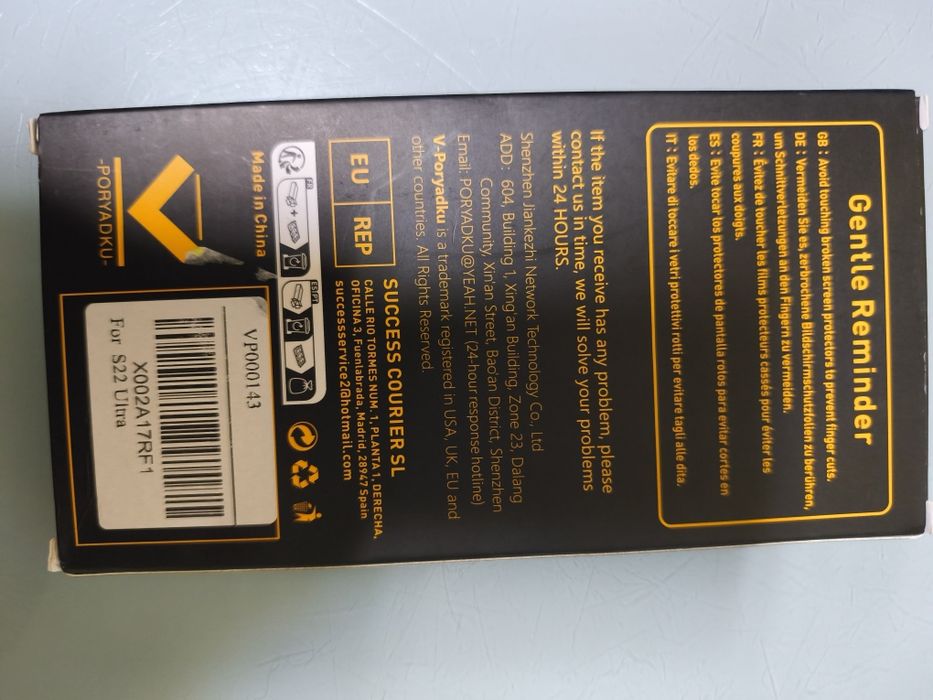 Gentle Reminder
GB : Avoid touching broken screen protectors to prevent finger cuts.
DE : Vermeiden Sie es, zerbrochene Bildschirmschutzfolien zu berühren,
um Schnittverletzungen an den Fingern zu vermeiden.
FR : Évitez de toucher les films protecteurs cassés pour éviter les
coupures aux doigts.
ES : Evite tocar los protectores de pantalla rotos para evitar cortes en
los dedos.
IT : Evitare di toccare i vetri protettivi rotti per evitare tagli alle dita.
If the item you receive has any problem, please
contact us in time, we will solve your problems
within 24 HOURS.
Shenzhen Jiankezhi Network Technology Co., Ltd
ADD: 604, Building 1, Xing'an Building, Zone 23, Dalang
Community, Xin'an Street, Bao'an District, Shenzhen
Email: PORYADKU@YEAH.NET (24-hour response hotline)
V-Poryadku is a trademark registered in USA, UK, EU and
other countries. All Rights Reserved.
EU REP
SUCCESS COURIER SL
CALLE RIO TORMES NUM. 1, PLANTA 1, DERECHA,
OFICINA 3, Fuenlabrada, Madrid, 28947 Spain
successservice2@hotmail.com
FR
ES/PT
Made in China
-PORYADKU-
VP000143
X002A17RF1
For S22 Ultra